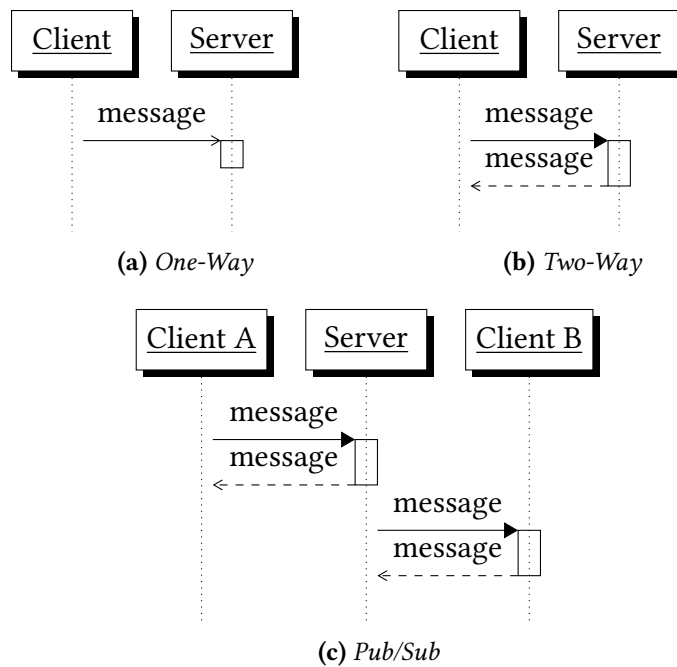 Client Server
message
(a) One-Way
Client Server
message
message
(b) Two-Way
Client A Server Client B
message
message
message
message
(c) Pub/Sub